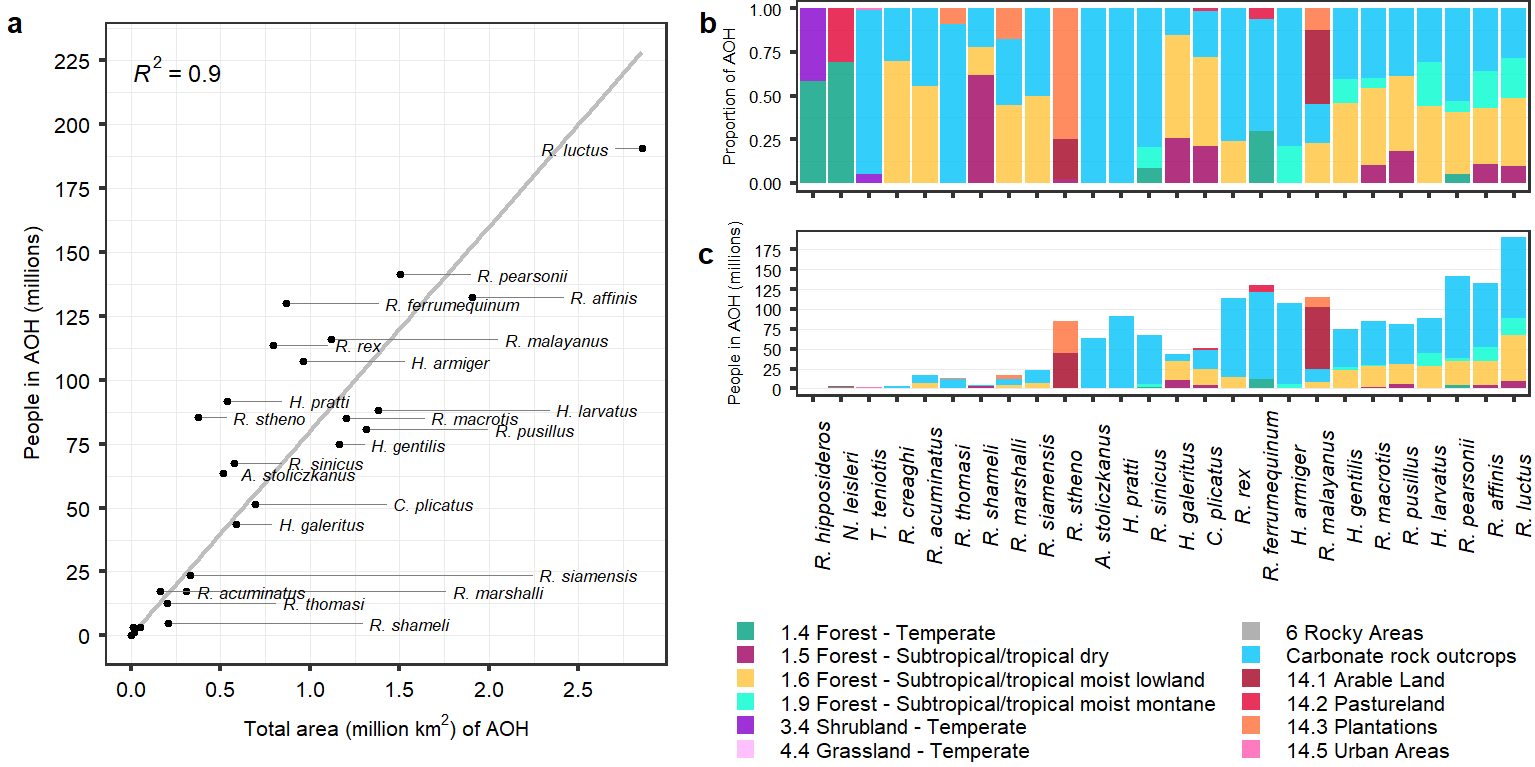 a
225
200
175
150
125
100
75
50
25
0
People in AOH (millions)
R² = 0.9
R. luctus
R. pearsonii
R. affinis
R. ferrumequinum
R. malayanus
R. rex
H. armiger
H. pratti
H. larvatus
R. stheno
R. macrotis
R. pusillus
H. gentilis
R. sinicus
A. stoliczkanus
C. plicatus
H. galeritus
R. siamensis
R. acuminatus
R. marshalli
R. thomasi
R. shameli
0.0 0.5 1.0 1.5 2.0 2.5
Total area (million km²) of AOH
b
1.00
0.75
0.50
0.25
0.00
Proportion of AOH
c
175
150
125
100
75
50
25
0
People in AOH (millions)
R. hipposideros
N. leisleri
T. teniotis
R. creaghi
R. acuminatus
R. thomasi
R. shameli
R. marshalli
R. siamensis
R. stheno
A. stoliczkanus
H. pratti
R. sinicus
H. galeritus
C. plicatus
R. rex
R. ferrumequinum
H. armiger
R. malayanus
H. gentilis
R. macrotis
R. pusillus
H. larvatus
R. pearsonii
R. affinis
R. luctus
1.4 Forest - Temperate
1.5 Forest - Subtropical/tropical dry
1.6 Forest - Subtropical/tropical moist lowland
1.9 Forest - Subtropical/tropical moist montane
3.4 Shrubland - Temperate
4.4 Grassland - Temperate
6 Rocky Areas
Carbonate rock outcrops
14.1 Arable Land
14.2 Pastureland
14.3 Plantations
14.5 Urban Areas